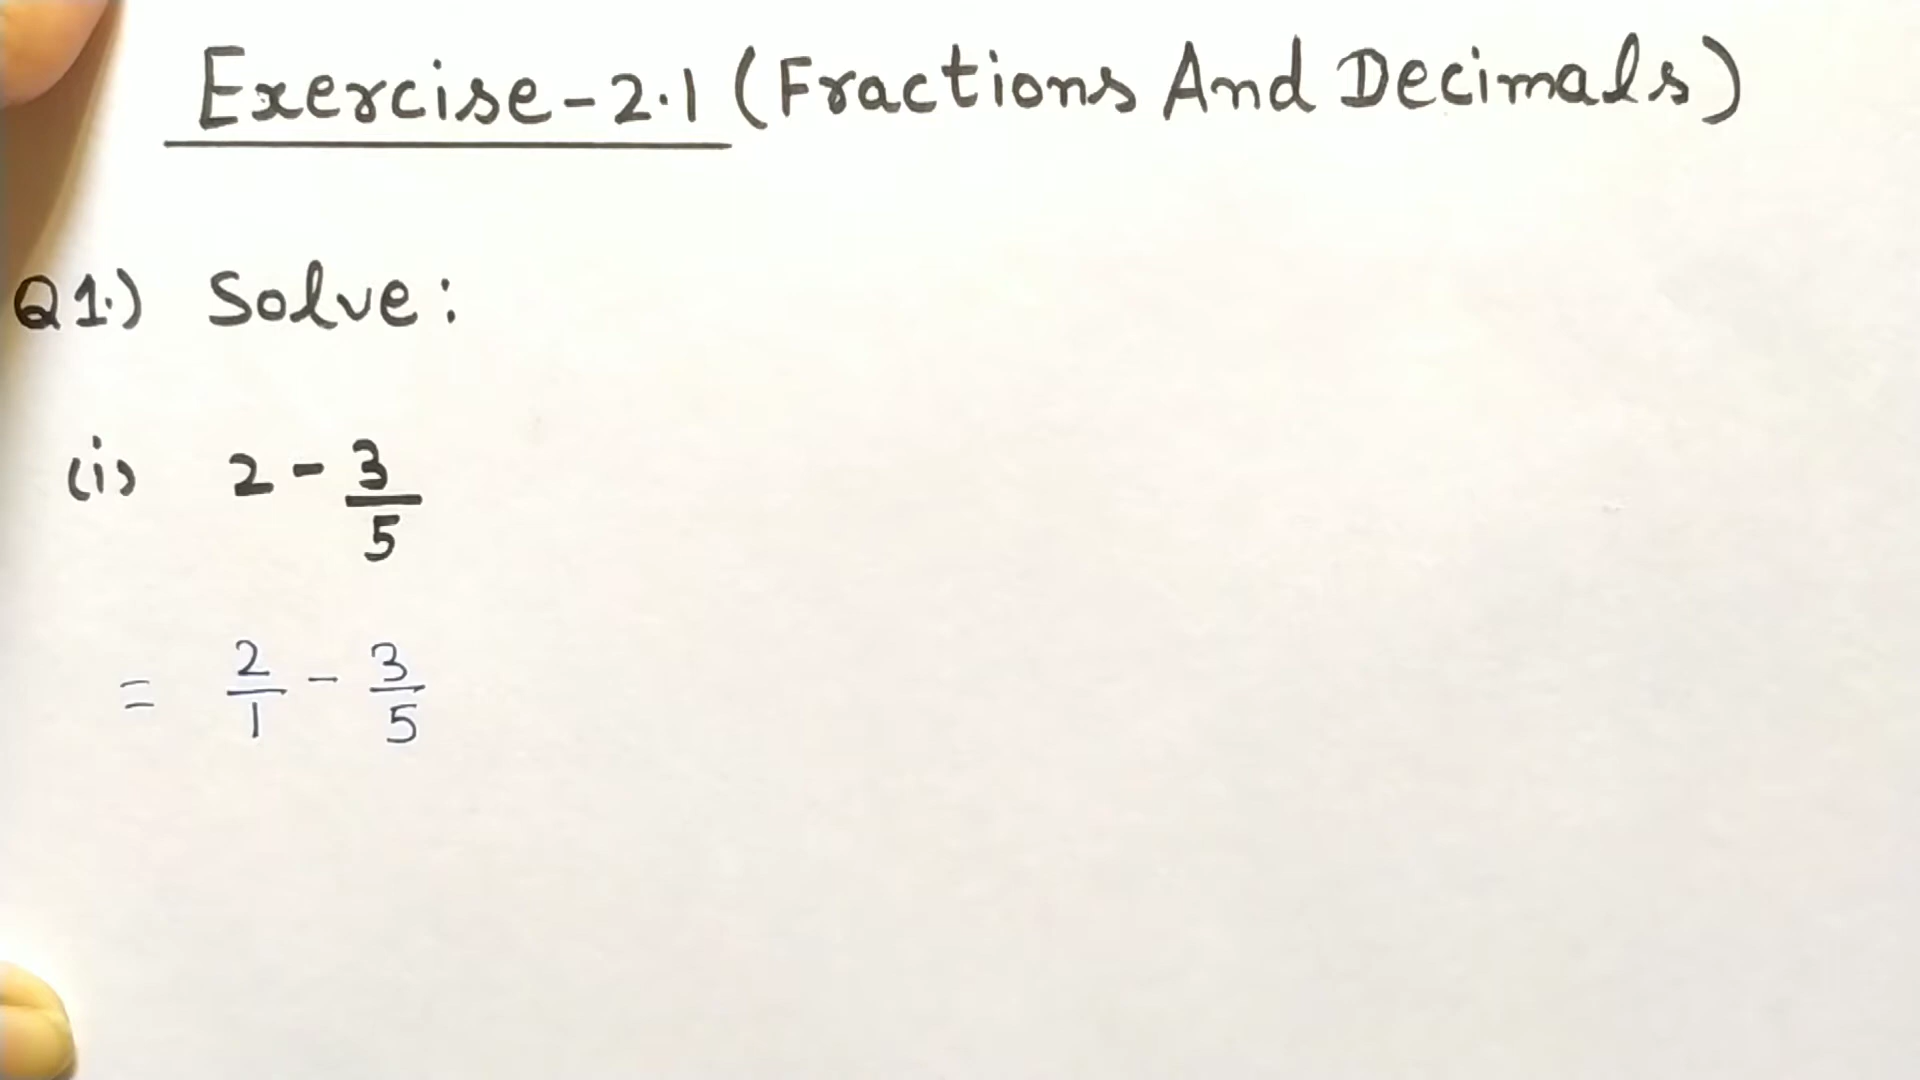 Exercise-2.1 (Fractions And Decimals)
Q1.) Solve:
(i) 2 - 3/5
= 2/1 - 3/5